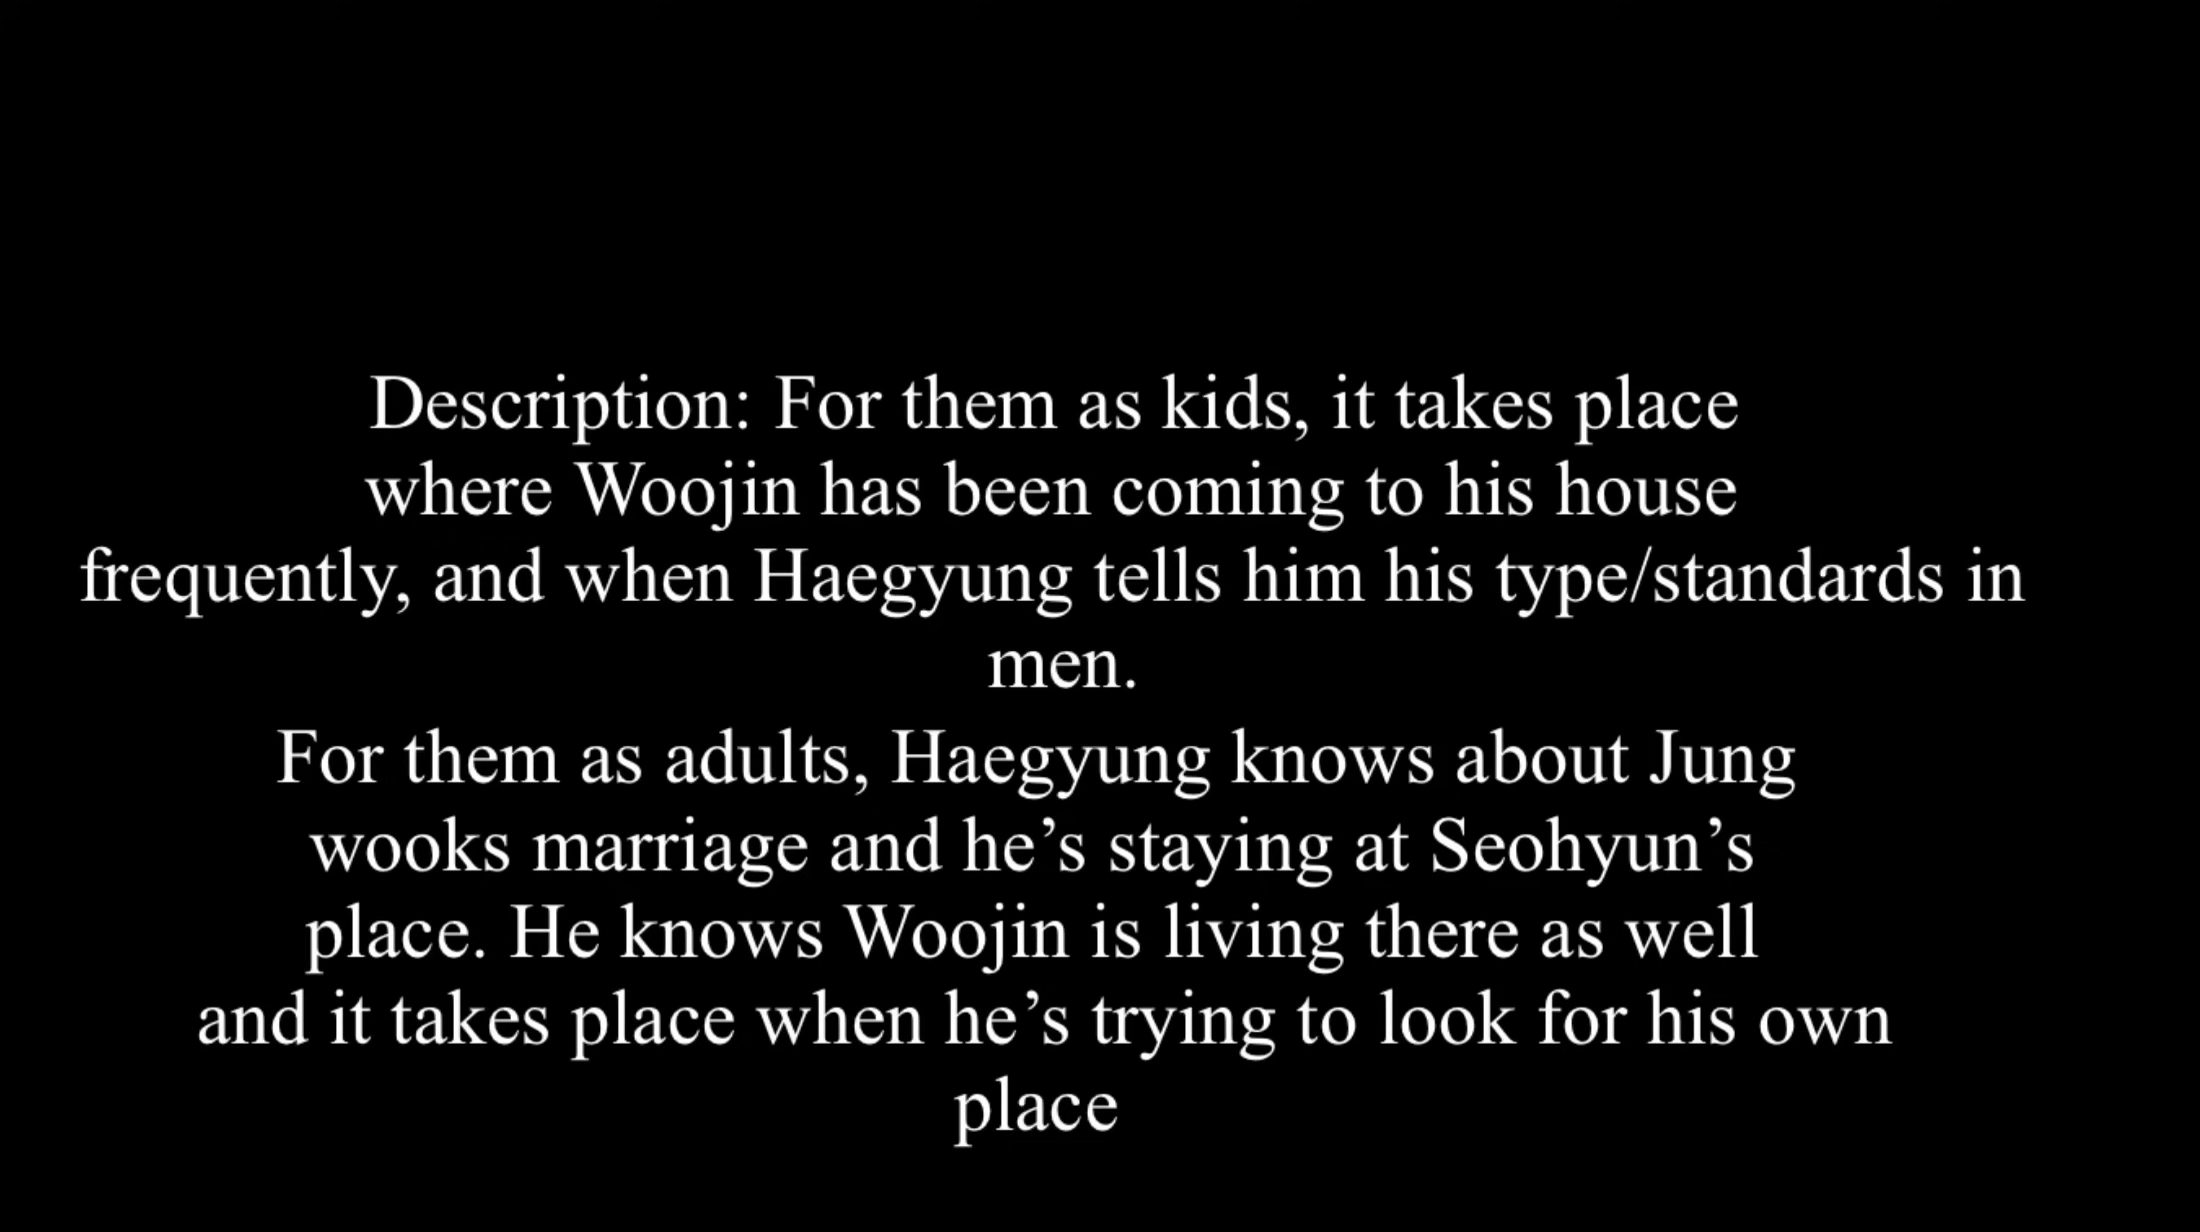 Description: For them as kids, it takes place
where Woojin has been coming to his house
frequently, and when Haegyung tells him his type/standards in
men.
For them as adults, Haegyung knows about Jung
wooks marriage and he’s staying at Seohyun’s
place. He knows Woojin is living there as well
and it takes place when he’s trying to look for his own
place